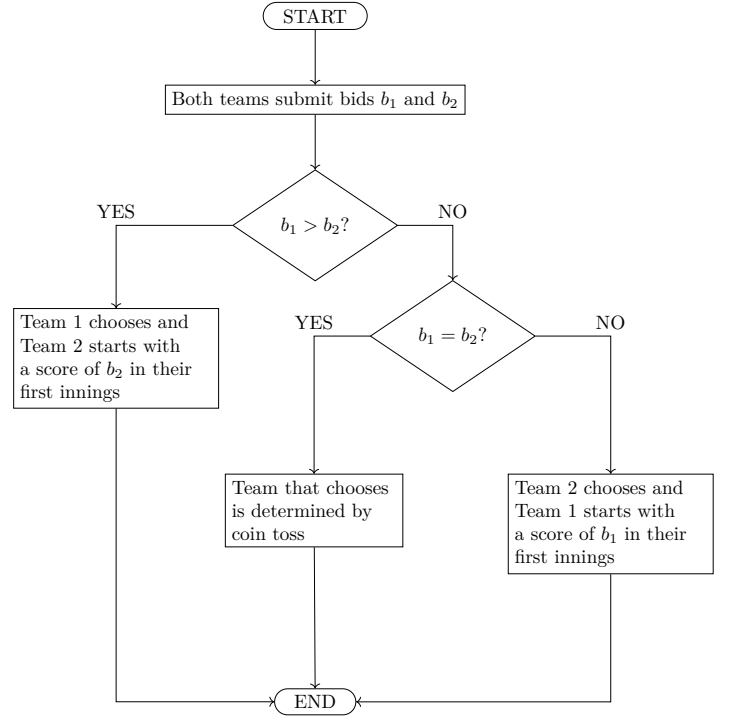 START
Both teams submit bids b₁ and b₂
b₁ > b₂?
YES
NO
Team 1 chooses and
Team 2 starts with
a score of b₂ in their
first innings
b₁ = b₂?
YES
NO
Team that chooses
is determined by
coin toss
Team 2 chooses and
Team 1 starts with
a score of b₁ in their
first innings
END